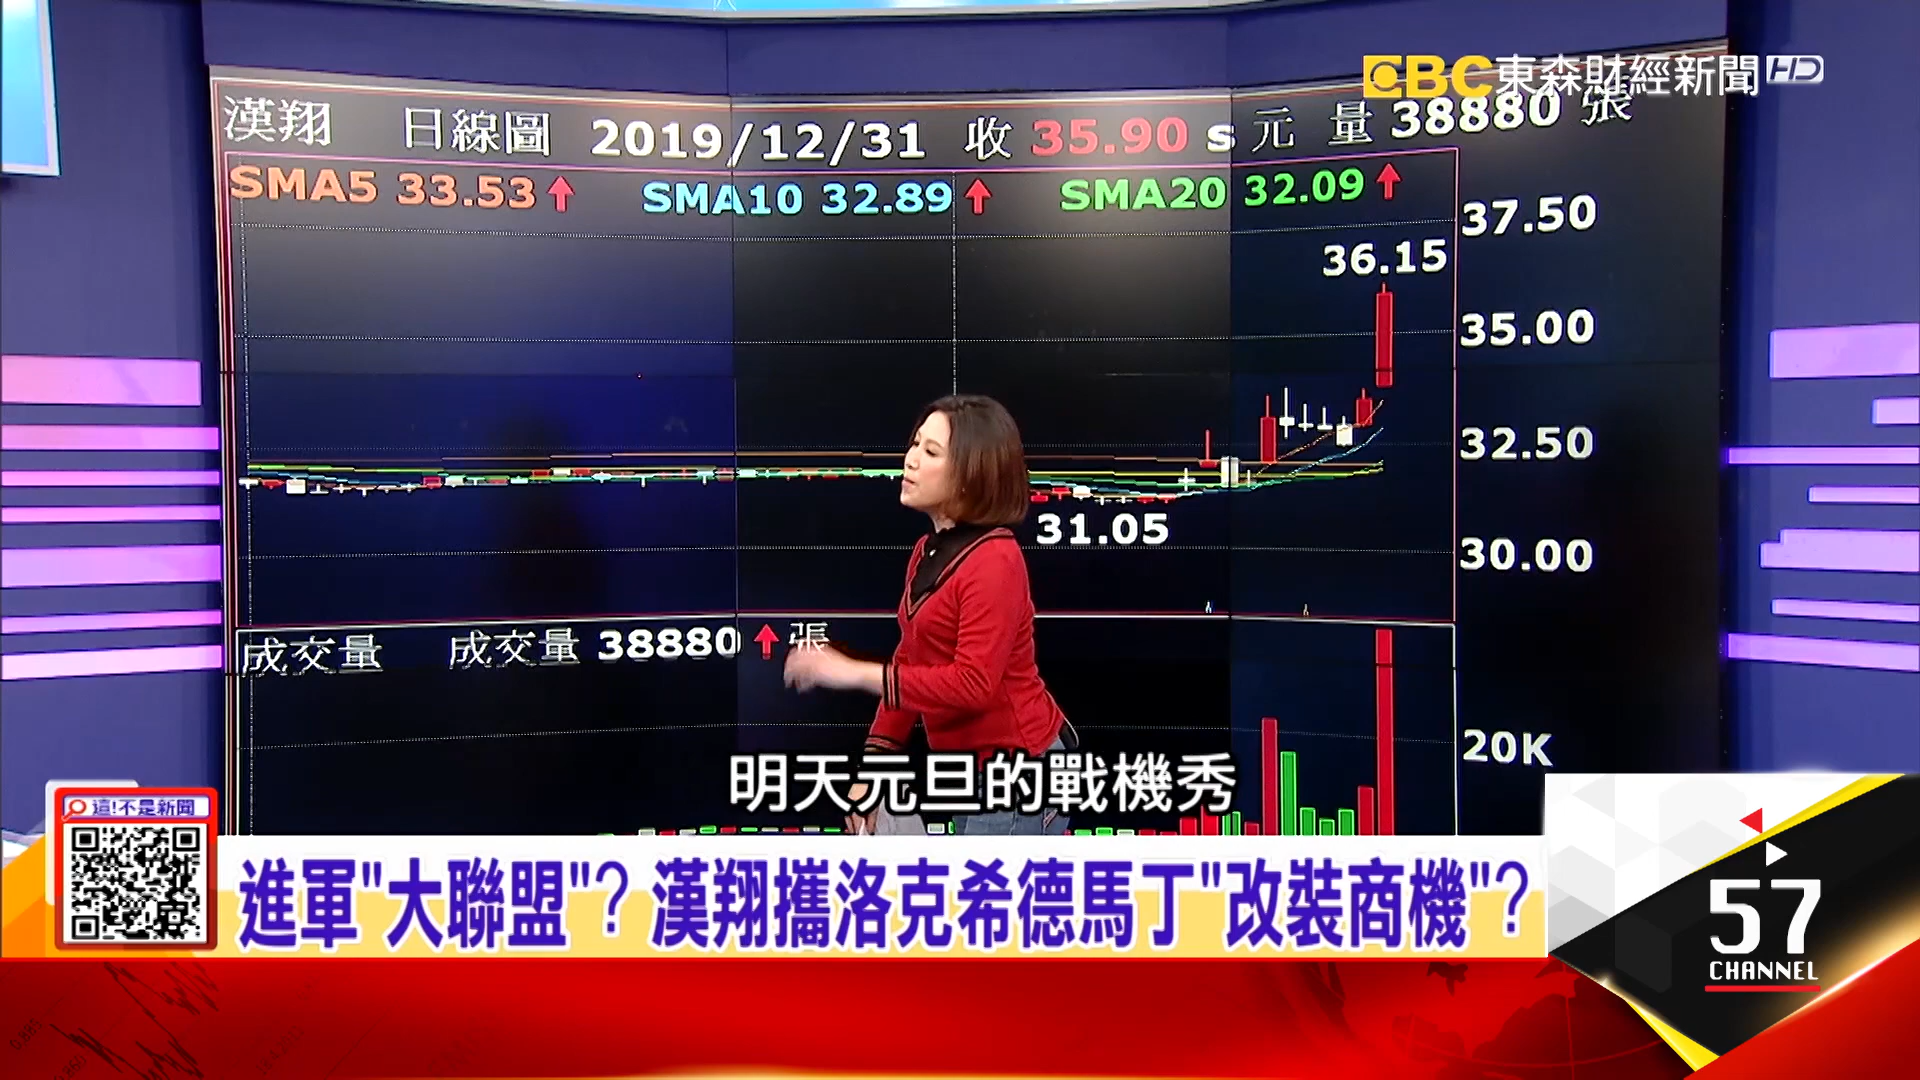 EBC 東森財經新聞 HD
漢翔 日線圖 2019/12/31 收 35.90 s 元 量 38880 張
SMA5 33.53↑ SMA10 32.89↑ SMA20 32.09↑
37.50
36.15
35.00
32.50
31.05
30.00
成交量 成交量 38880↑ 張
20K
明天元旦的戰機秀
這!不是新聞
進軍"大聯盟"? 漢翔攜洛克希德馬丁"改裝商機"?
57
CHANNEL